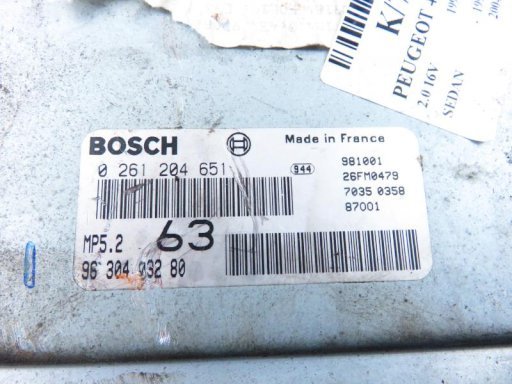 K/
PEUGEOT 4
2.0 16V
SEDAN
BOSCH
Made in France
0 261 204 651
944
981001
26FM0479
7035 0358
87001
MP5.2
63
96 304 032 80